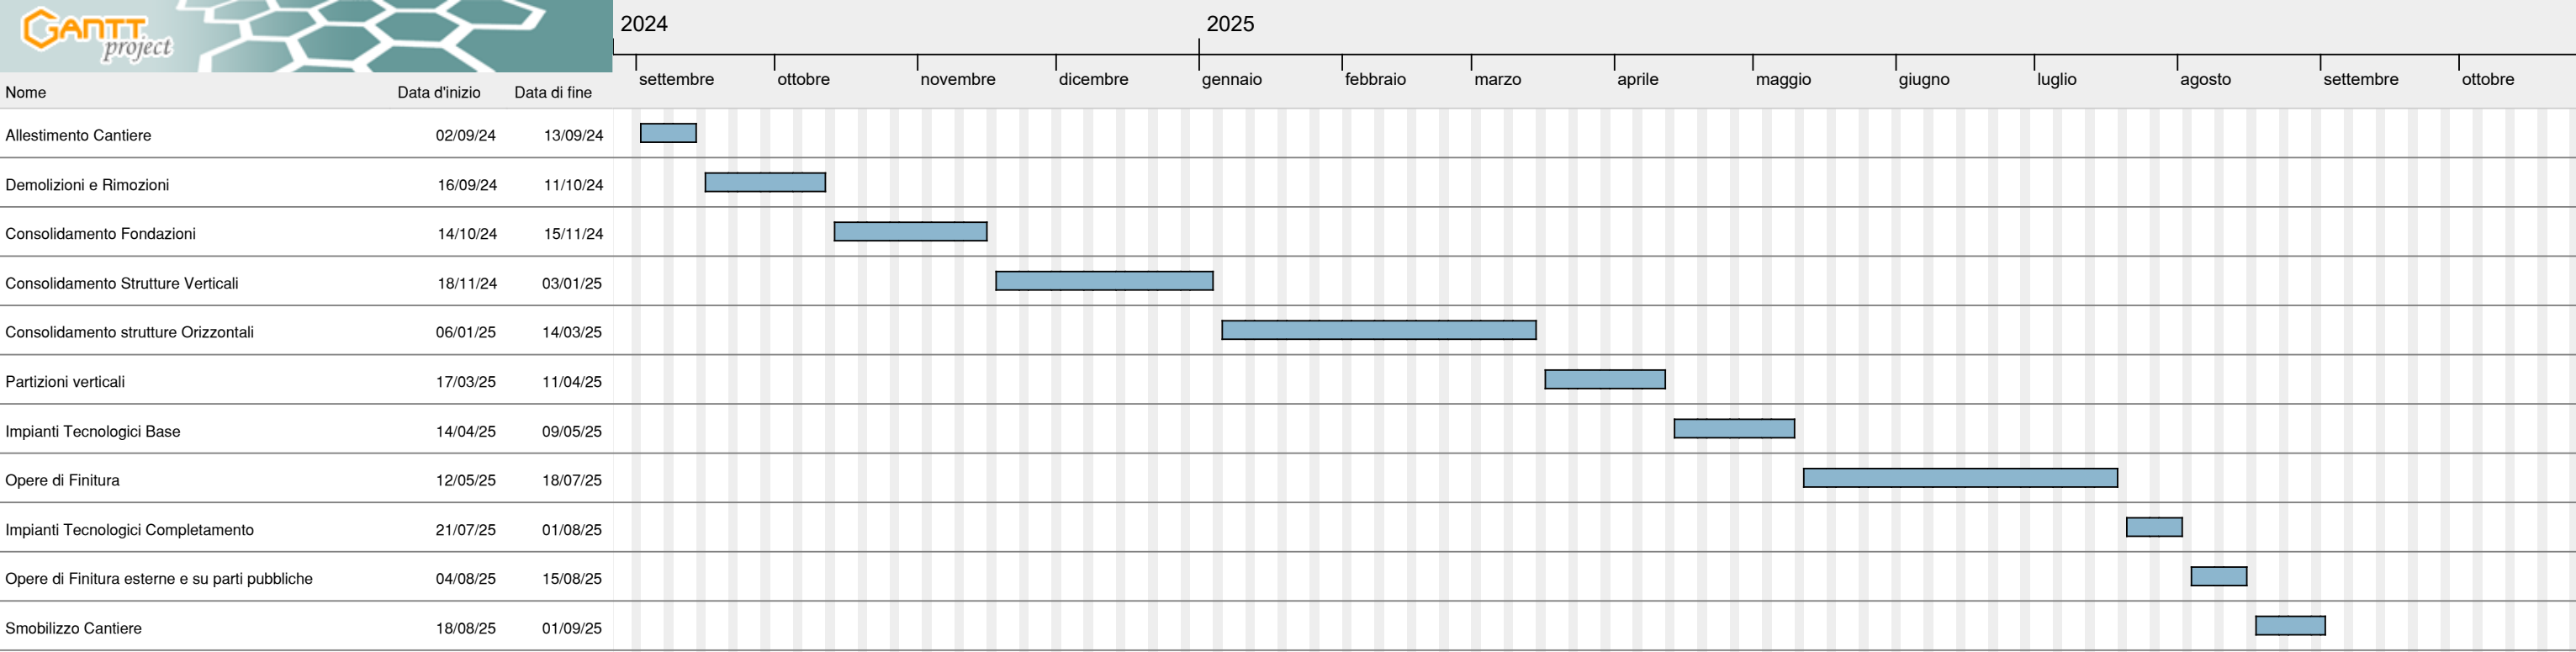 GANTT
project
2024 2025
settembre ottobre novembre dicembre gennaio febbraio marzo aprile maggio giugno luglio agosto settembre ottobre
Nome Data d'inizio Data di fine
Allestimento Cantiere 02/09/24 13/09/24
Demolizioni e Rimozioni 16/09/24 11/10/24
Consolidamento Fondazioni 14/10/24 15/11/24
Consolidamento Strutture Verticali 18/11/24 03/01/25
Consolidamento strutture Orizzontali 06/01/25 14/03/25
Partizioni verticali 17/03/25 11/04/25
Impianti Tecnologici Base 14/04/25 09/05/25
Opere di Finitura 12/05/25 18/07/25
Impianti Tecnologici Completamento 21/07/25 01/08/25
Opere di Finitura esterne e su parti pubbliche 04/08/25 15/08/25
Smobilizzo Cantiere 18/08/25 01/09/25